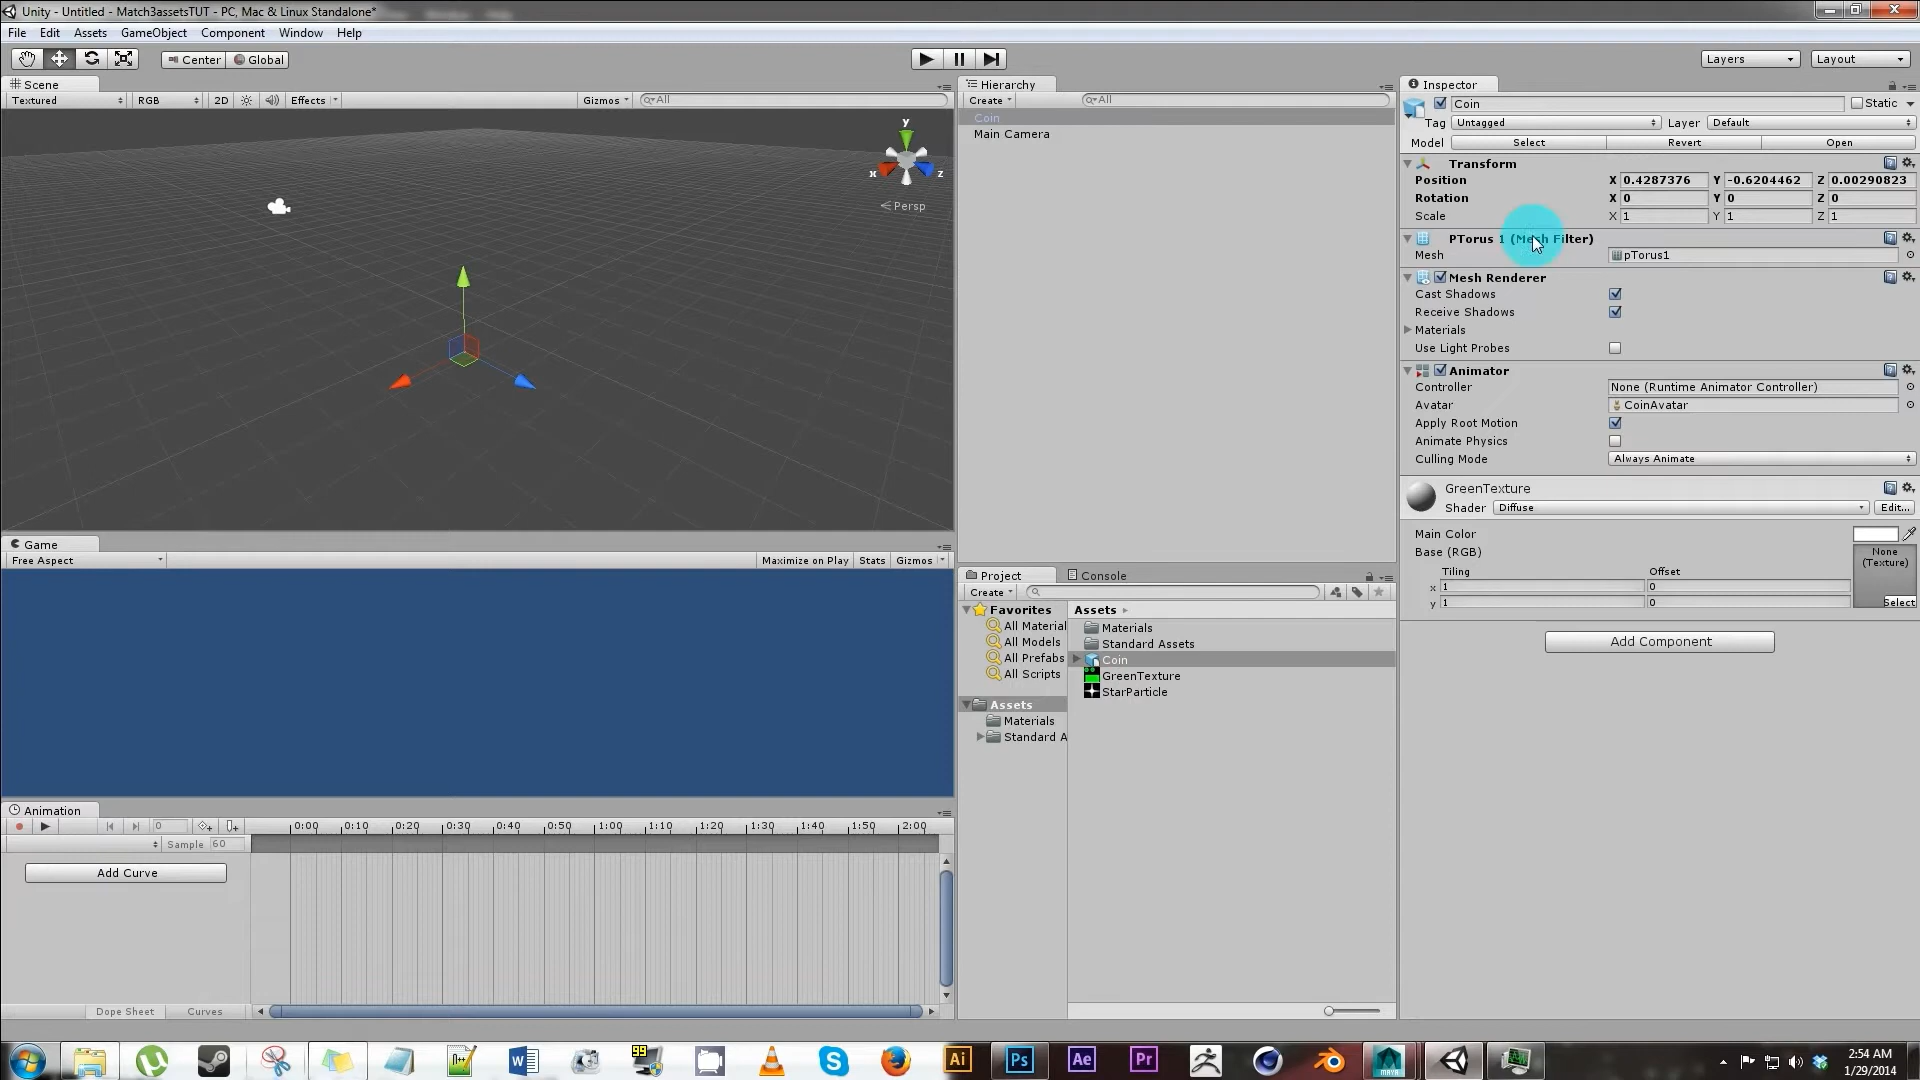 Unity - Untitled - Match3assetsTUT - PC, Mac & Linux Standalone*
File Edit Assets GameObject Component Window Help
Center Global Layers Layout
Scene
Textured RGB 2D Effects Gizmos All
y
x z
Persp
Game
Free Aspect Maximize on Play Stats Gizmos
Animation
0 0:00 0:10 0:20 0:30 0:40 0:50 1:00 1:10 1:20 1:30 1:40 1:50 2:00
Sample 60
Add Curve
Dope Sheet Curves
Hierarchy
Create All
Coin
Main Camera
Project Console
Create
Favorites
All Material
All Models
All Prefabs
All Scripts
Assets
Materials
Standard A
Assets
Materials
Standard Assets
Coin
GreenTexture
StarParticle
Inspector
Coin Static
Tag Untagged Layer Default
Model Select Revert Open
Transform
Position X 0.4287376 Y -0.6204462 Z 0.00290823
Rotation X 0 Y 0 Z 0
Scale X 1 Y 1 Z 1
PTorus 1 (Mesh Filter)
Mesh pTorus1
Mesh Renderer
Cast Shadows
Receive Shadows
Materials
Use Light Probes
Animator
Controller None (Runtime Animator Controller)
Avatar CoinAvatar
Apply Root Motion
Animate Physics
Culling Mode Always Animate
GreenTexture
Shader Diffuse Edit...
Main Color
Base (RGB) None (Texture)
Tiling Offset
x 1 0
y 1 0 Select
Add Component
99 Ai Ps Ae Pr MAYA
2:54 AM
1/29/2014